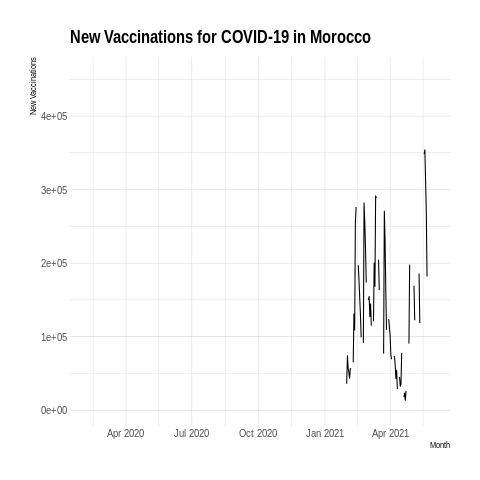 New Vaccinations for COVID-19 in Morocco
New Vaccinations
4e+05
3e+05
2e+05
1e+05
0e+00
Apr 2020 Jul 2020 Oct 2020 Jan 2021 Apr 2021
Month